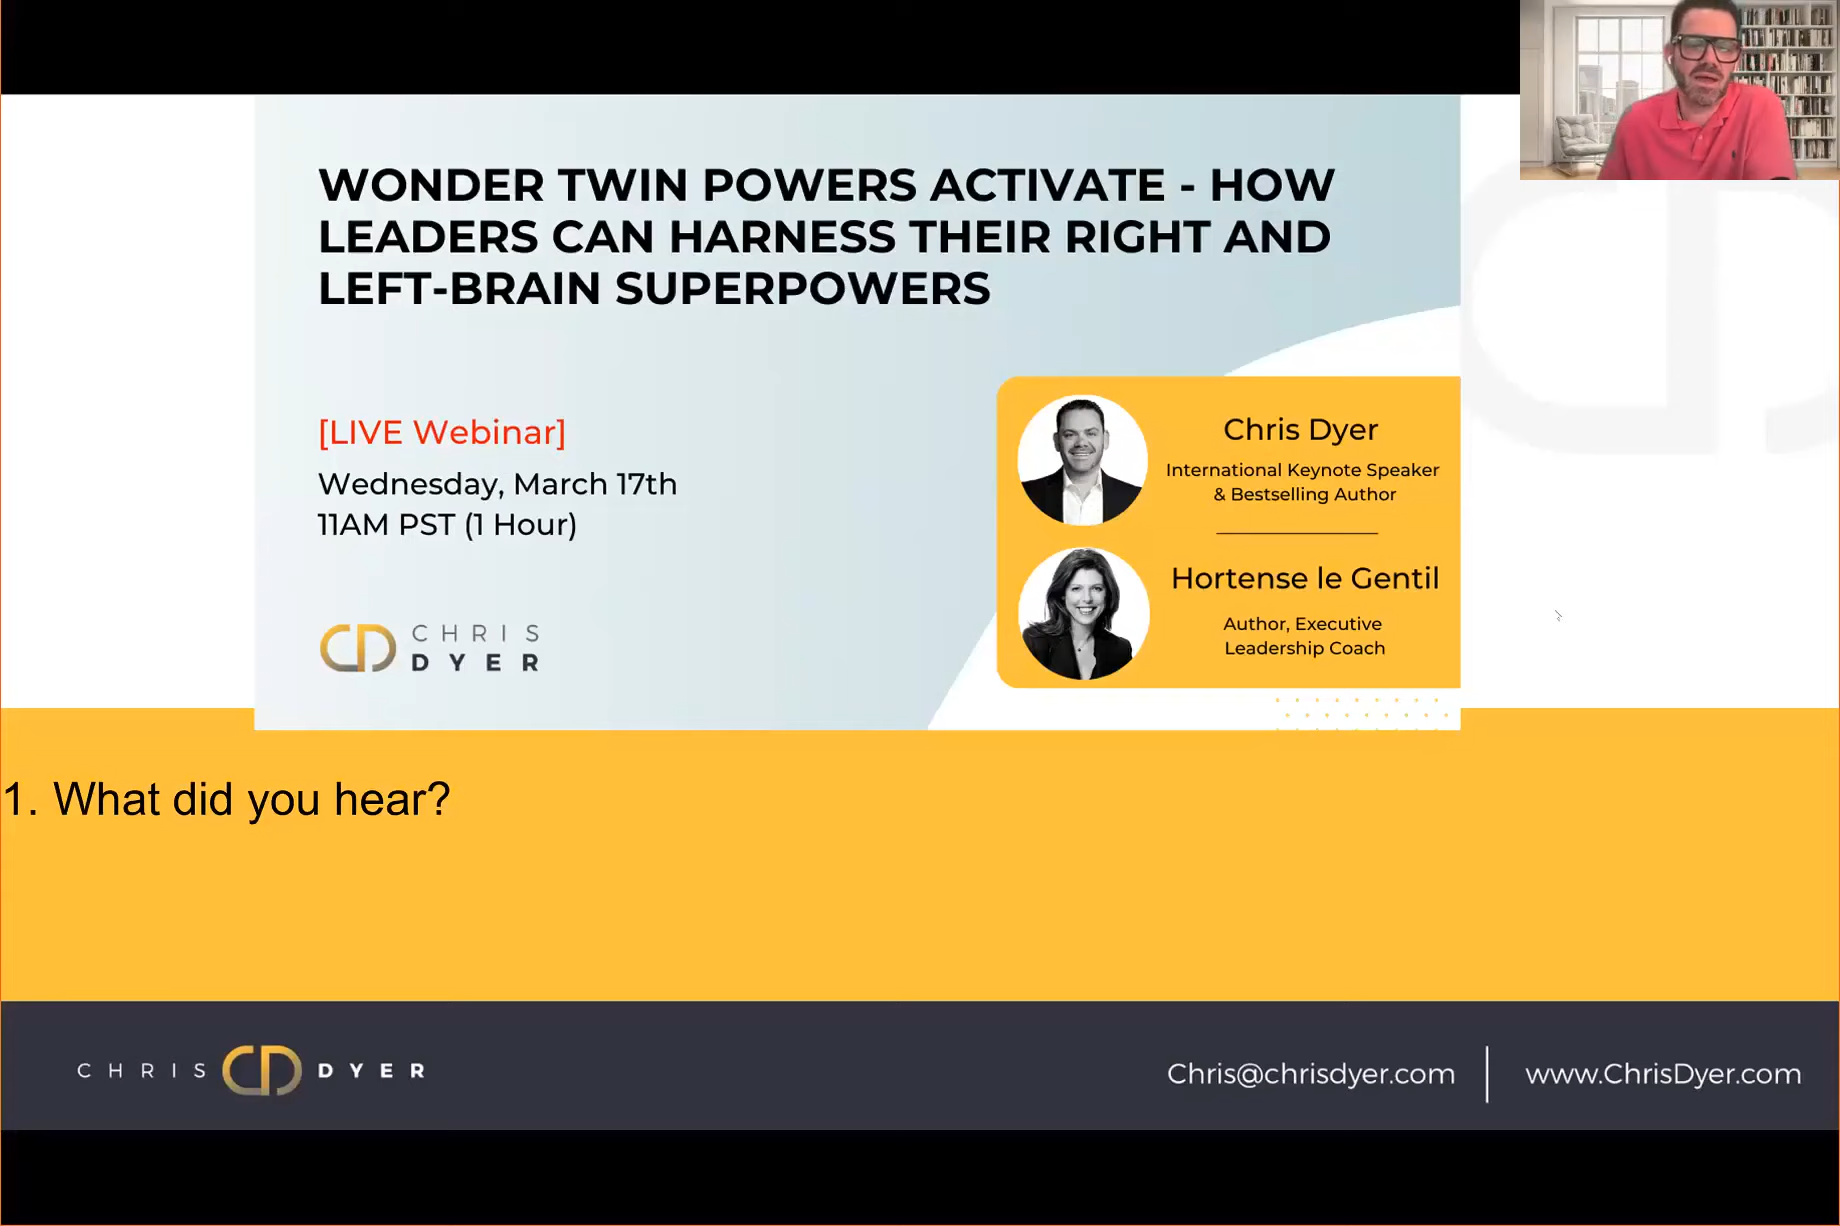 WONDER TWIN POWERS ACTIVATE - HOW
LEADERS CAN HARNESS THEIR RIGHT AND
LEFT-BRAIN SUPERPOWERS
[LIVE Webinar]
Wednesday, March 17th
11AM PST (1 Hour)
CHRIS
DYER
Chris Dyer
International Keynote Speaker
& Bestselling Author
Hortense le Gentil
Author, Executive
Leadership Coach
1. What did you hear?
CHRIS DYER
Chris@chrisdyer.com | www.ChrisDyer.com